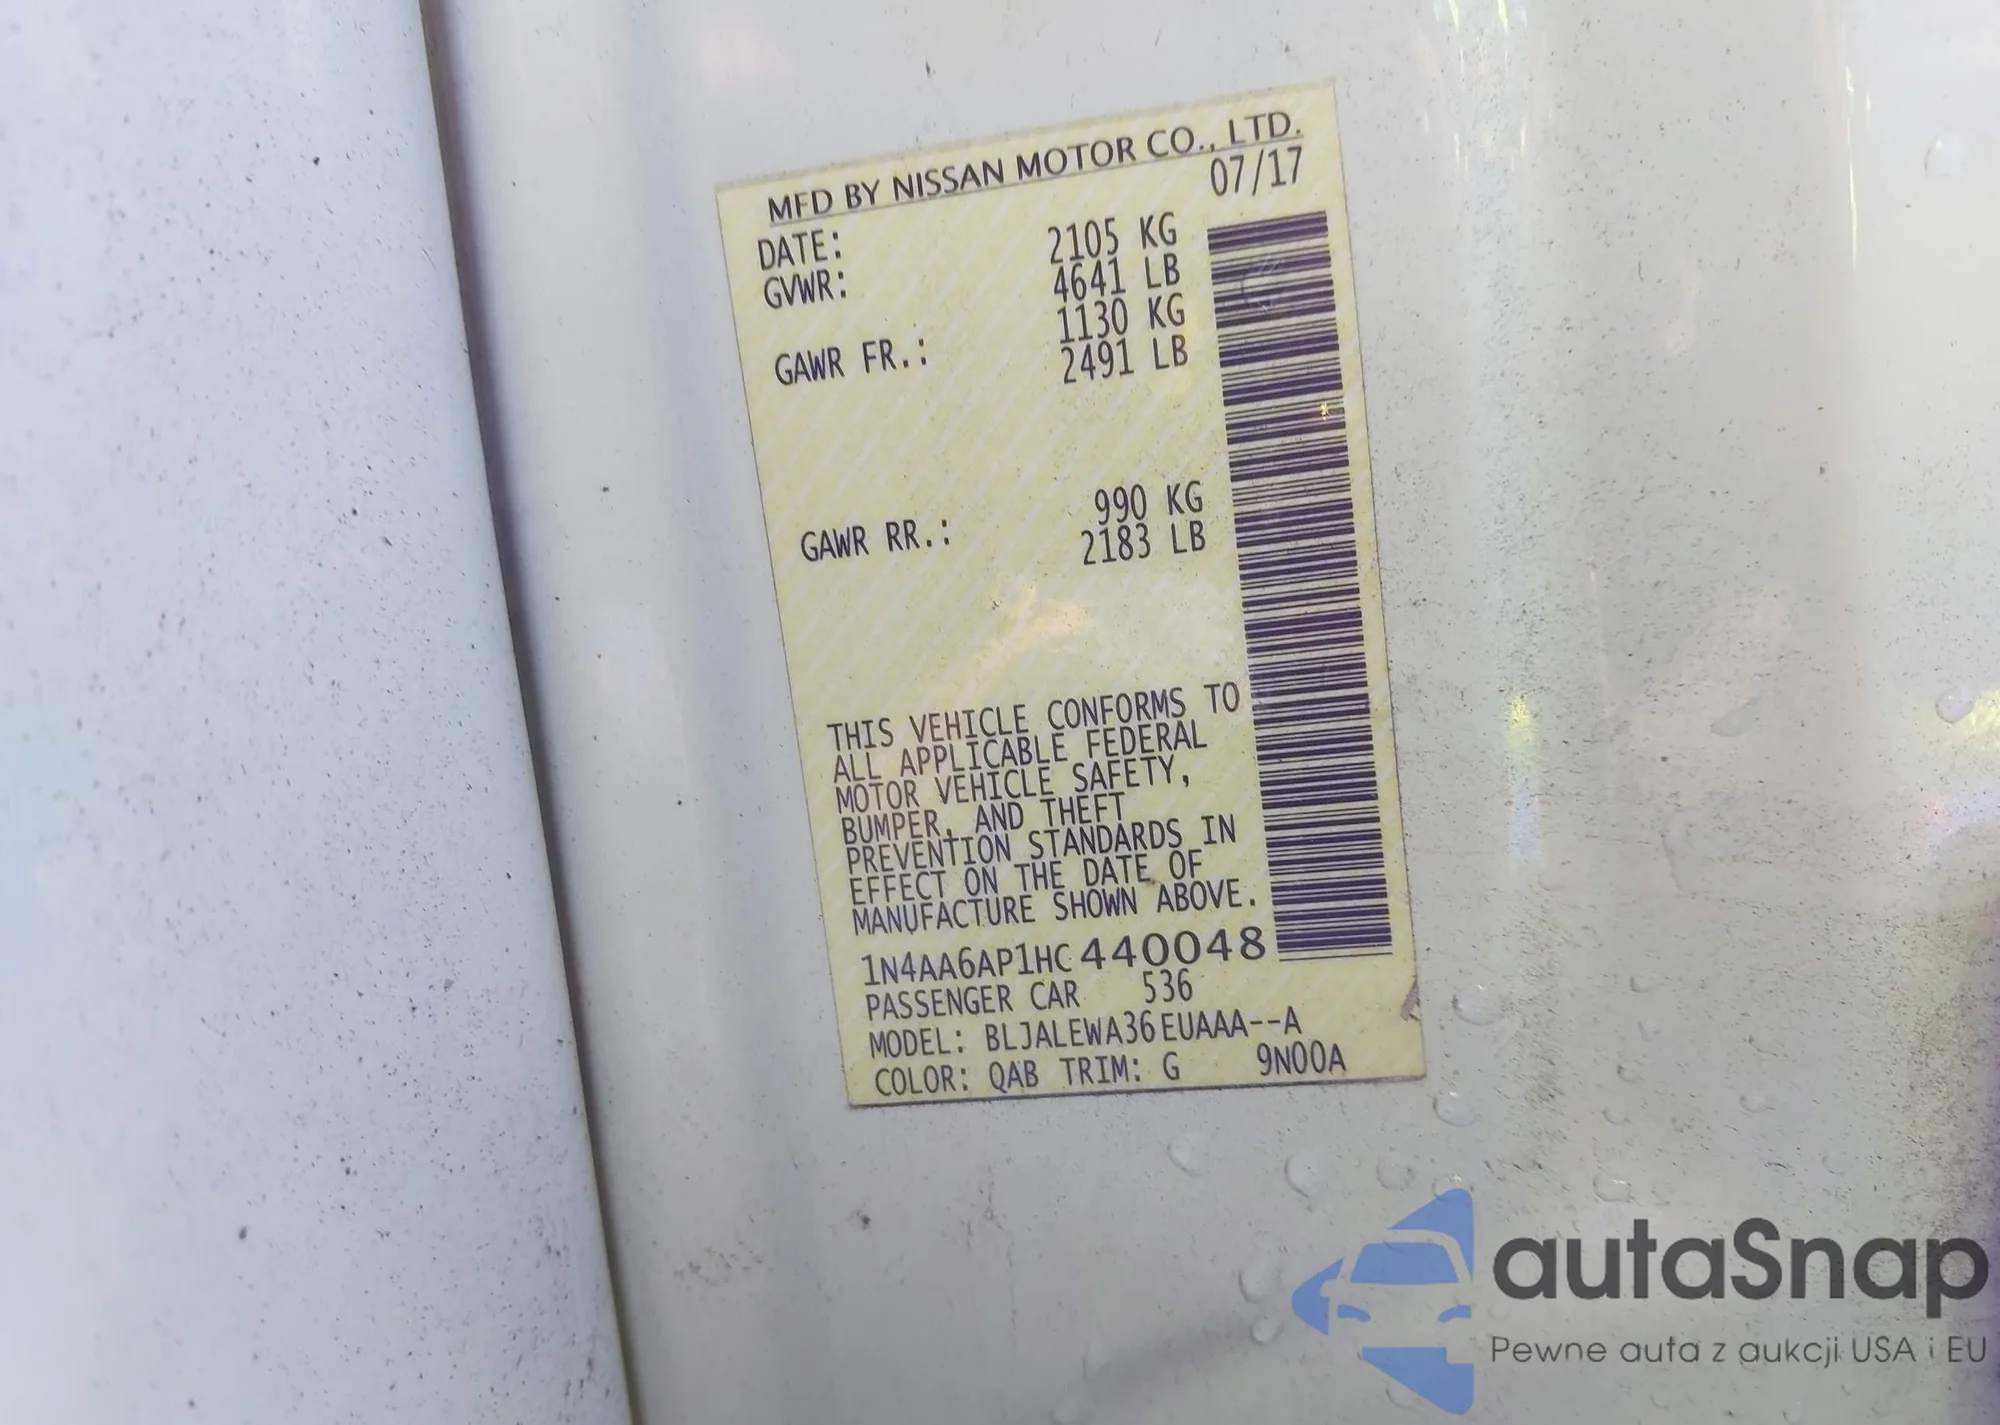 MFD BY NISSAN MOTOR CO., LTD.
DATE: 07/17
GVWR: 2105 KG
4641 LB
GAWR FR.: 1130 KG
2491 LB
GAWR RR.: 990 KG
2183 LB
THIS VEHICLE CONFORMS TO
ALL APPLICABLE FEDERAL
MOTOR VEHICLE SAFETY,
BUMPER, AND THEFT
PREVENTION STANDARDS IN
EFFECT ON THE DATE OF
MANUFACTURE SHOWN ABOVE.
1N4AA6AP1HC440048
PASSENGER CAR 536
MODEL: BLJALEWA36EUAAA--A
COLOR: QAB TRIM: G 9N00A
autaSnap
Pewne auta z aukcji USA i EU